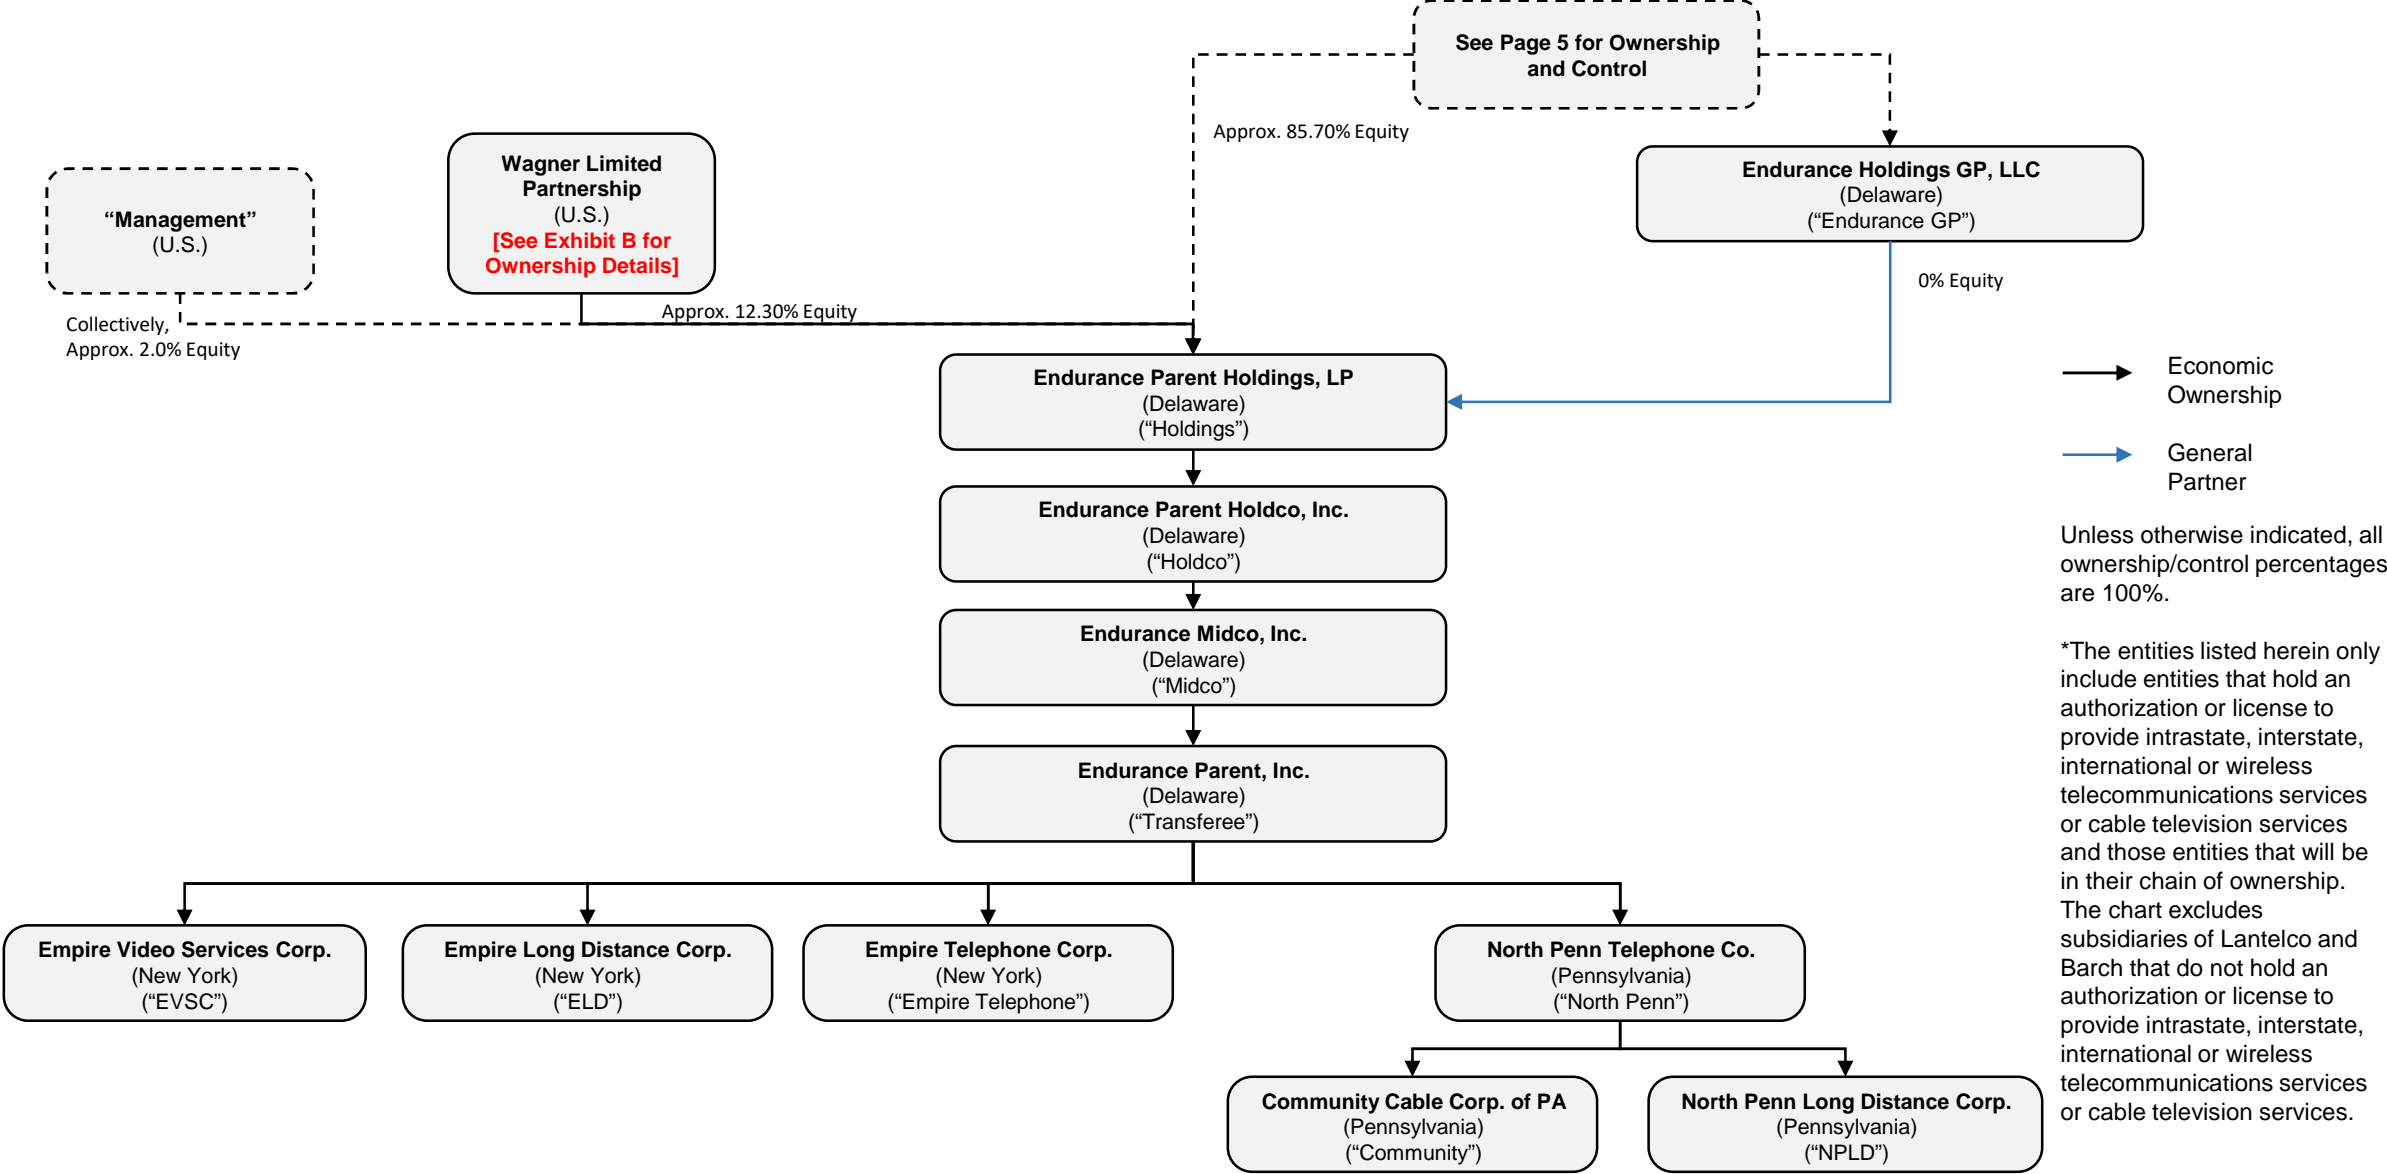 See Page 5 for Ownership
and Control
Approx. 85.70% Equity
Endurance Holdings GP, LLC
(Delaware)
(“Endurance GP”)
0% Equity
Wagner Limited
Partnership
(U.S.)
[See Exhibit B for
Ownership Details]
“Management”
(U.S.)
Approx. 12.30% Equity
Collectively,
Approx. 2.0% Equity
Endurance Parent Holdings, LP
(Delaware)
(“Holdings”)
Endurance Parent Holdco, Inc.
(Delaware)
(“Holdco”)
Endurance Midco, Inc.
(Delaware)
(“Midco”)
Endurance Parent, Inc.
(Delaware)
(“Transferee”)
Empire Video Services Corp.
(New York)
(“EVSC”)
Empire Long Distance Corp.
(New York)
(“ELD”)
Empire Telephone Corp.
(New York)
(“Empire Telephone”)
North Penn Telephone Co.
(Pennsylvania)
(“North Penn”)
Community Cable Corp. of PA
(Pennsylvania)
(“Community”)
North Penn Long Distance Corp.
(Pennsylvania)
(“NPLD”)
Economic
Ownership
General
Partner
Unless otherwise indicated, all
ownership/control percentages
are 100%.
*The entities listed herein only
include entities that hold an
authorization or license to
provide intrastate, interstate,
international or wireless
telecommunications services
or cable television services
and those entities that will be
in their chain of ownership.
The chart excludes
subsidiaries of Lantelco and
Barch that do not hold an
authorization or license to
provide intrastate, interstate,
international or wireless
telecommunications services
or cable television services.